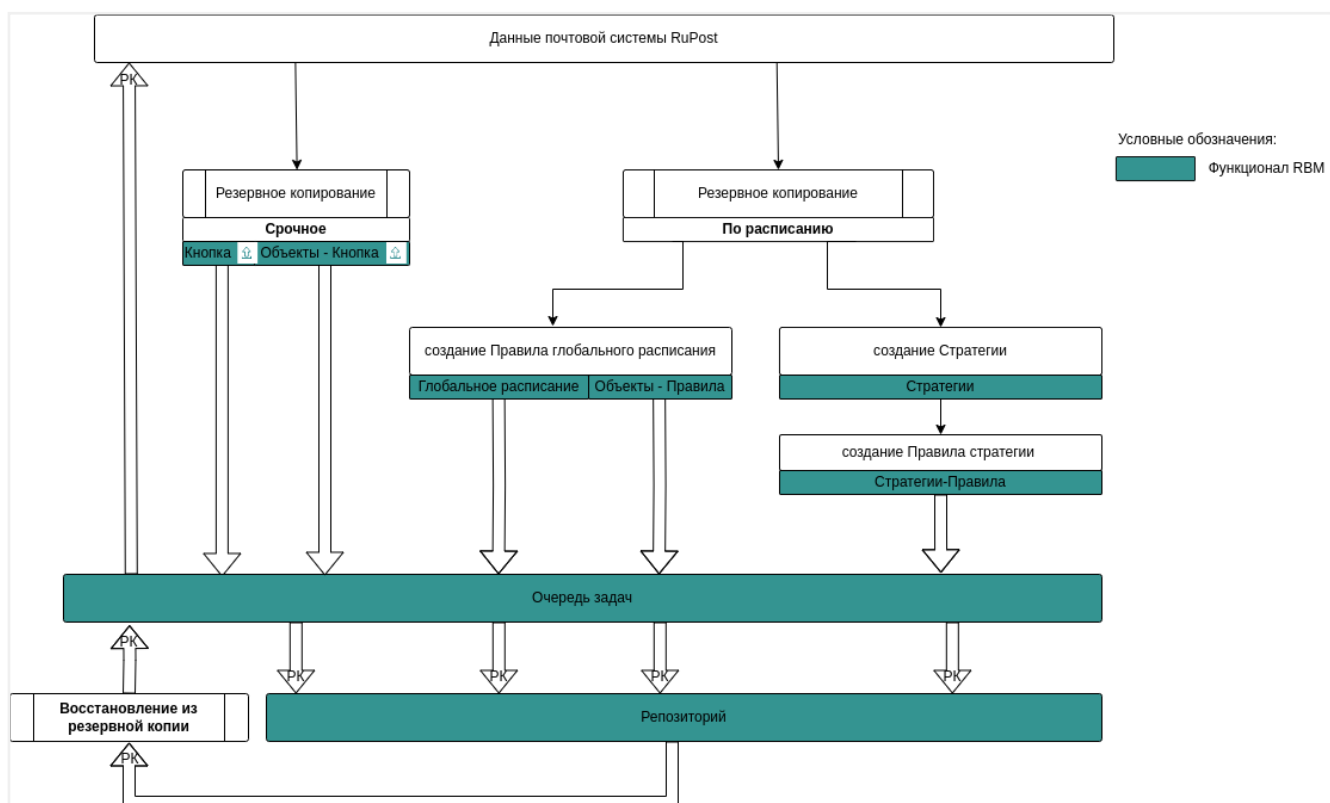 Данные почтовой системы RuPost
РК
Условные обозначения:
Функционал RBM
Резервное копирование
Срочное
Кнопка Объекты - Кнопка
Резервное копирование
По расписанию
создание Правила глобального расписания
Глобальное расписание Объекты - Правила
создание Стратегии
Стратегии
создание Правила стратегии
Стратегии-Правила
Очередь задач
РК
РК
РК
РК
РК
Восстановление из
резервной копии
Репозиторий
РК